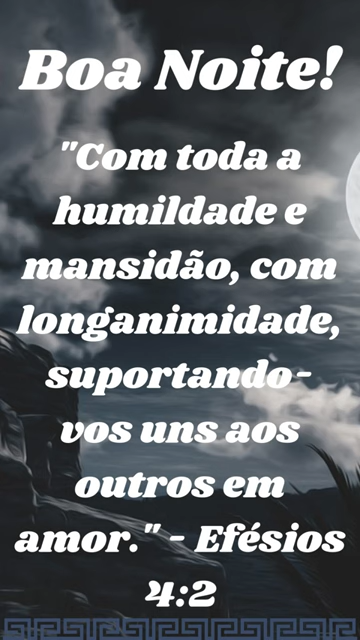 Boa Noite!
"Com toda a
humildade e
mansidão, com
longanimidade,
suportando-
vos uns aos
outros em
amor." - Efésios
4:2